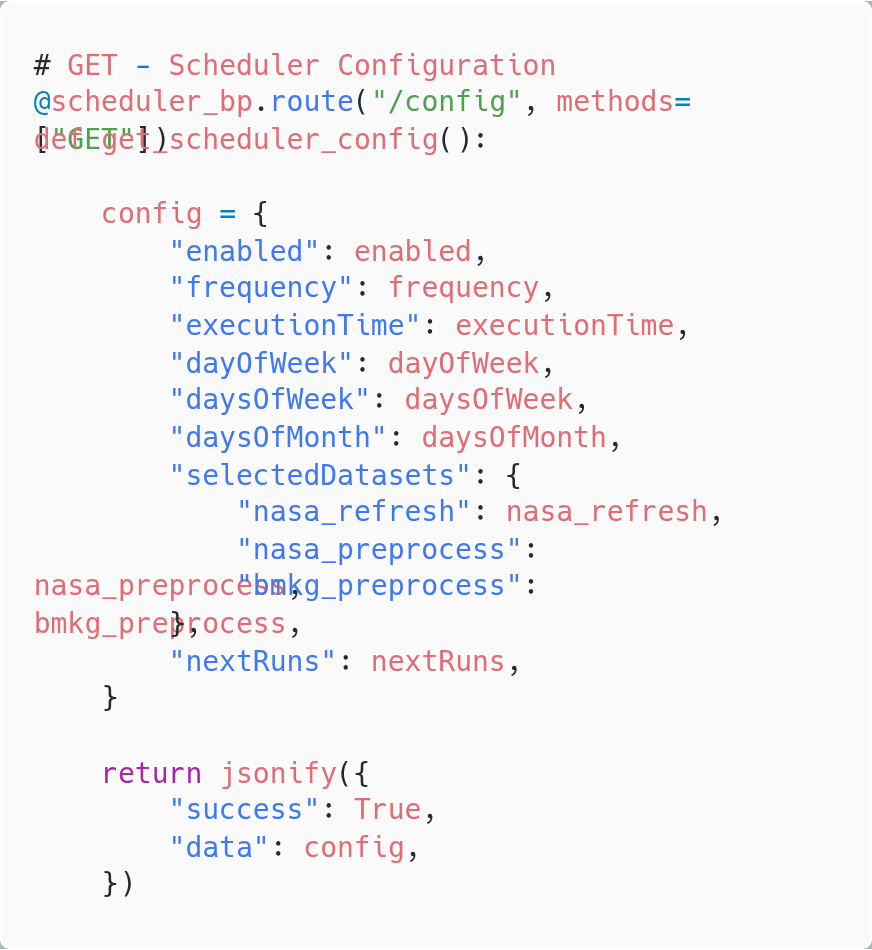 # GET - Scheduler Configuration
@scheduler_bp.route("/config", methods=
["GET"])
def get_scheduler_config():
    config = {
        "enabled": enabled,
        "frequency": frequency,
        "executionTime": executionTime,
        "dayOfWeek": dayOfWeek,
        "daysOfWeek": daysOfWeek,
        "daysOfMonth": daysOfMonth,
        "selectedDatasets": {
            "nasa_refresh": nasa_refresh,
            "nasa_preprocess":
nasa_preprocess,
            "bmkg_preprocess":
bmkg_preprocess,
        },
        "nextRuns": nextRuns,
    }
    return jsonify({
        "success": True,
        "data": config,
    })